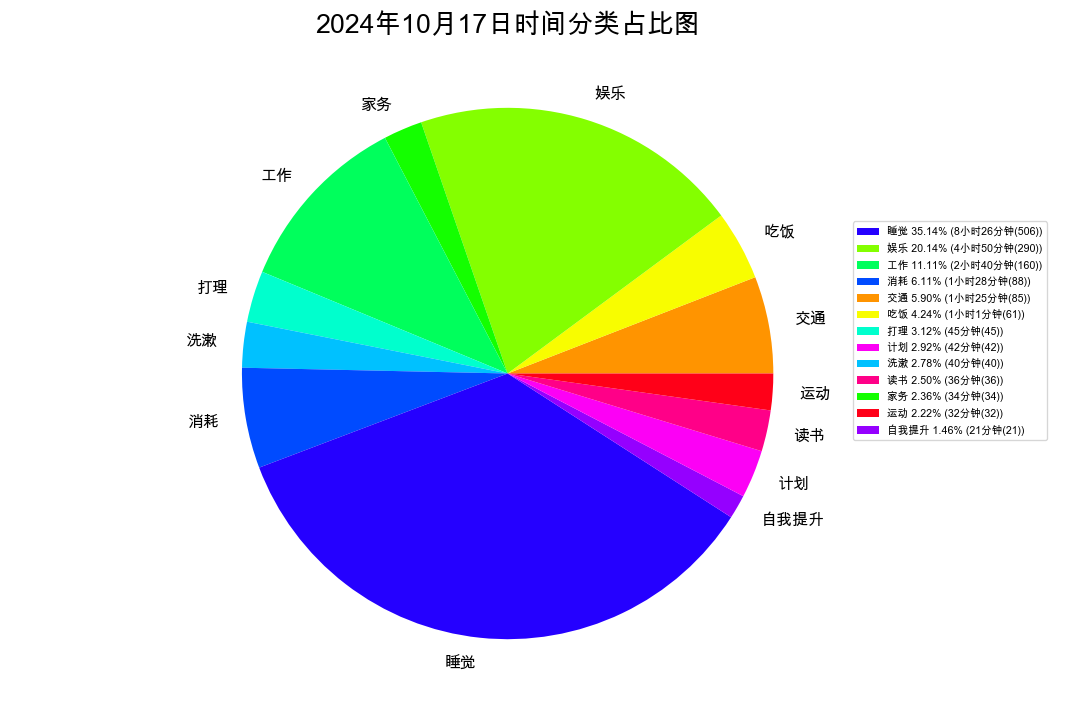 2024年10月17日时间分类占比图
娱乐
家务
工作
吃饭
打理
交通
洗漱
运动
消耗
读书
计划
自我提升
睡觉
睡觉 35.14% (8小时26分钟(506))
娱乐 20.14% (4小时50分钟(290))
工作 11.11% (2小时40分钟(160))
消耗 6.11% (1小时28分钟(88))
交通 5.90% (1小时25分钟(85))
吃饭 4.24% (1小时1分钟(61))
打理 3.12% (45分钟(45))
计划 2.92% (42分钟(42))
洗漱 2.78% (40分钟(40))
读书 2.50% (36分钟(36))
家务 2.36% (34分钟(34))
运动 2.22% (32分钟(32))
自我提升 1.46% (21分钟(21))